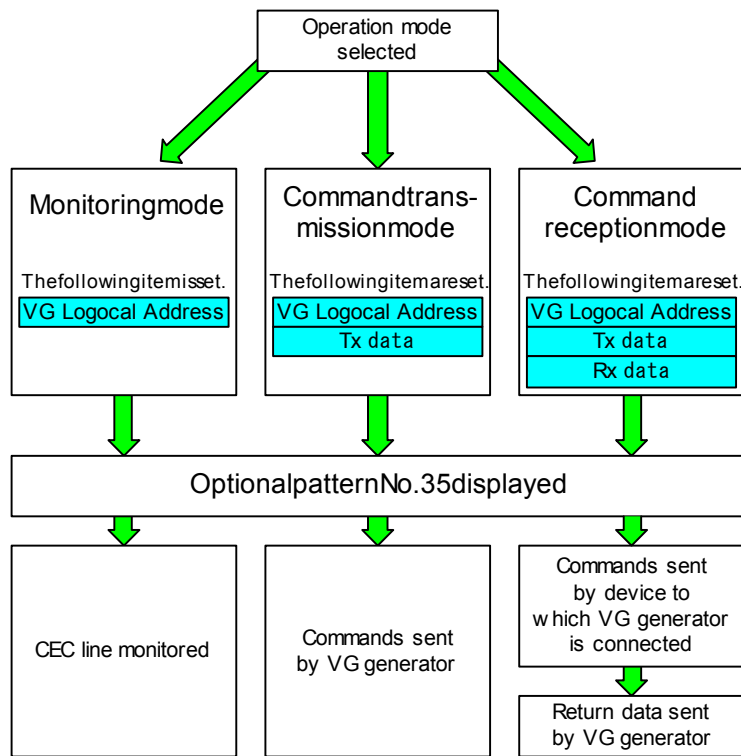 Operation mode
selected
Monitoringmode
Thefollowingitemisset.
VG Logocal Address
Commandtrans-
missionmode
Thefollowingitemareset.
VG Logocal Address
Tx data
Command
receptionmode
Thefollowingitemareset.
VG Logocal Address
Tx data
Rx data
OptionalpatternNo.35displayed
CEC line monitored
Commands sent
by VG generator
Commands sent
by device to
which VG generator
is connected
Return data sent
by VG generator